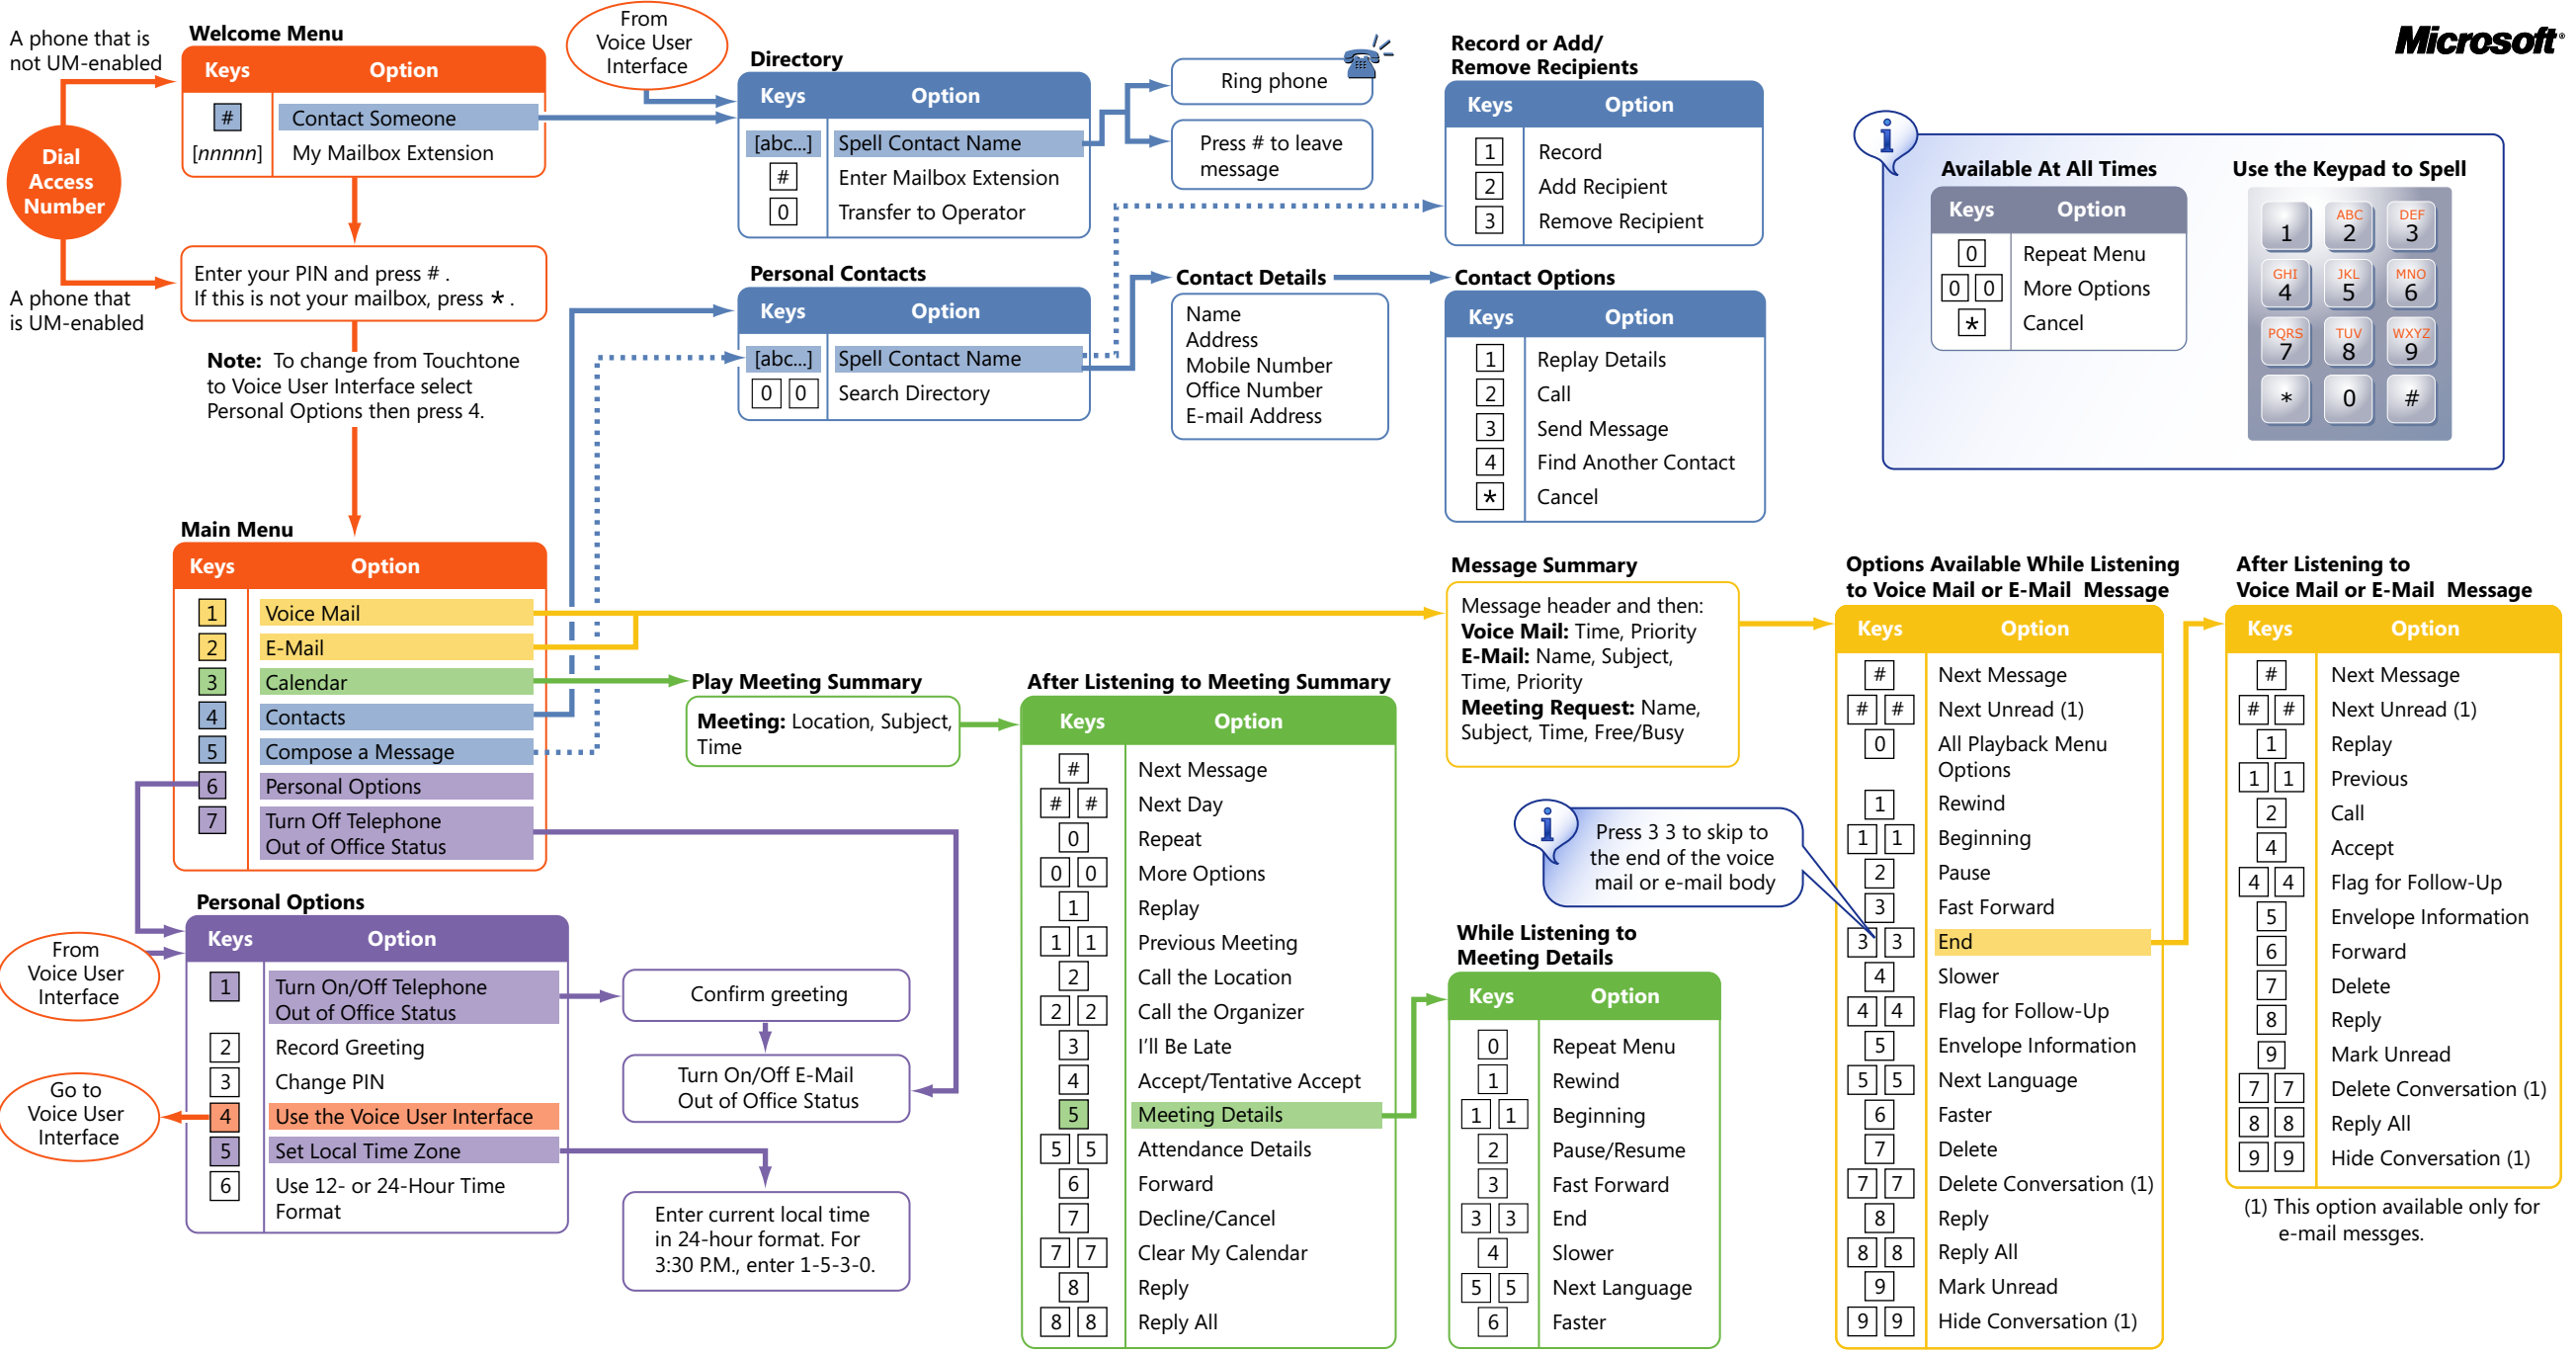 Microsoft
A phone that is
not UM-enabled
Dial
Access
Number
A phone that
is UM-enabled
Welcome Menu
Keys Option
# Contact Someone
[nnnnn] My Mailbox Extension
Enter your PIN and press # .
If this is not your mailbox, press * .
Note: To change from Touchtone
to Voice User Interface select
Personal Options then press 4.
From
Voice User
Interface
Directory
Keys Option
[abc...] Spell Contact Name
# Enter Mailbox Extension
0 Transfer to Operator
Ring phone
Press # to leave
message
Record or Add/
Remove Recipients
Keys Option
1 Record
2 Add Recipient
3 Remove Recipient
Personal Contacts
Keys Option
[abc...] Spell Contact Name
0 0 Search Directory
Contact Details
Name
Address
Mobile Number
Office Number
E-mail Address
Contact Options
Keys Option
1 Replay Details
2 Call
3 Send Message
4 Find Another Contact
* Cancel
i
Available At All Times
Keys Option
0 Repeat Menu
0 0 More Options
* Cancel
Use the Keypad to Spell
1 ABC 2 DEF 3
GHI 4 JKL 5 MNO 6
PQRS 7 TUV 8 WXYZ 9
* 0 #
Main Menu
Keys Option
1 Voice Mail
2 E-Mail
3 Calendar
4 Contacts
5 Compose a Message
6 Personal Options
7 Turn Off Telephone
Out of Office Status
Personal Options
Keys Option
1 Turn On/Off Telephone
Out of Office Status
2 Record Greeting
3 Change PIN
4 Use the Voice User Interface
5 Set Local Time Zone
6 Use 12- or 24-Hour Time
Format
From
Voice User
Interface
Go to
Voice User
Interface
Confirm greeting
Turn On/Off E-Mail
Out of Office Status
Enter current local time
in 24-hour format. For
3:30 P.M., enter 1-5-3-0.
Play Meeting Summary
Meeting: Location, Subject,
Time
After Listening to Meeting Summary
Keys Option
# Next Message
# # Next Day
0 Repeat
0 0 More Options
1 Replay
1 1 Previous Meeting
2 Call the Location
2 2 Call the Organizer
3 I'll Be Late
4 Accept/Tentative Accept
5 Meeting Details
5 5 Attendance Details
6 Forward
7 Decline/Cancel
7 7 Clear My Calendar
8 Reply
8 8 Reply All
Message Summary
Message header and then:
Voice Mail: Time, Priority
E-Mail: Name, Subject,
Time, Priority
Meeting Request: Name,
Subject, Time, Free/Busy
i
Press 3 3 to skip to
the end of the voice
mail or e-mail body
While Listening to
Meeting Details
Keys Option
0 Repeat Menu
1 Rewind
1 1 Beginning
2 Pause/Resume
3 Fast Forward
3 3 End
4 Slower
5 5 Next Language
6 Faster
Options Available While Listening
to Voice Mail or E-Mail Message
Keys Option
# Next Message
# # Next Unread (1)
0 All Playback Menu
Options
1 Rewind
1 1 Beginning
2 Pause
3 Fast Forward
3 3 End
4 Slower
4 4 Flag for Follow-Up
5 Envelope Information
5 5 Next Language
6 Faster
7 Delete
7 7 Delete Conversation (1)
8 Reply
8 8 Reply All
9 Mark Unread
9 9 Hide Conversation (1)
After Listening to
Voice Mail or E-Mail Message
Keys Option
# Next Message
# # Next Unread (1)
1 Replay
1 1 Previous
2 Call
4 Accept
4 4 Flag for Follow-Up
5 Envelope Information
6 Forward
7 Delete
8 Reply
9 Mark Unread
7 7 Delete Conversation (1)
8 8 Reply All
9 9 Hide Conversation (1)
(1) This option available only for
e-mail messges.